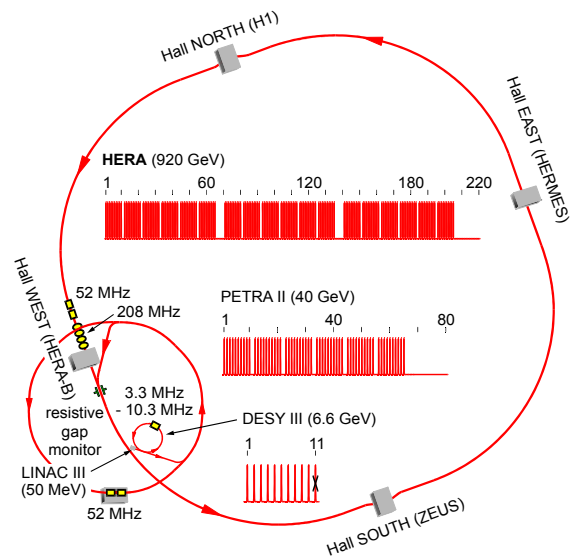 Hall NORTH (H1)
Hall EAST (HERMES)
HERA (920 GeV)
1 60 120 180 220
52 MHz
208 MHz
Hall WEST (HERA-B)
PETRA II (40 GeV)
1 20 40 60 80
3.3 MHz
- 10.3 MHz
DESY III (6.6 GeV)
resistive
gap
monitor
1 11
LINAC III
(50 MeV)
52 MHz
Hall SOUTH (ZEUS)